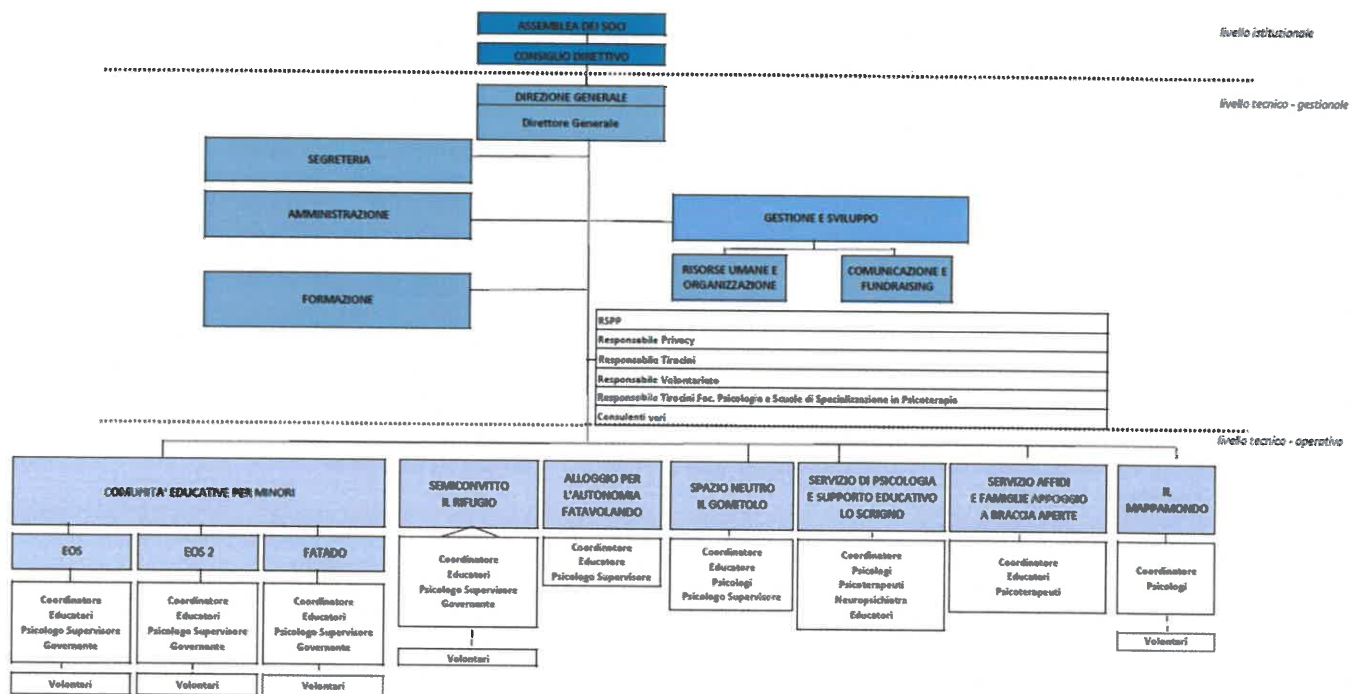 ASSEMBLEA DEI SOCI
livello istituzionale
CONSIGLIO DIRETTIVO
DIREZIONE GENERALE
livello tecnico - gestionale
Direttore Generale
SEGRETERIA
AMMINISTRAZIONE
GESTIONE E SVILUPPO
RISORSE UMANE E
ORGANIZZAZIONE
COMUNICAZIONE E
FUNDRAISING
FORMAZIONE
RSPP
Responsabile Privacy
Responsabile Tirocini
Responsabile Volontariato
Responsabile Tirocini Fac. Psicologia e Scuole di Specializzazione in Psicoterapia
Consulenti vari
livello tecnico - operativo
COMUNITA' EDUCATIVE PER MINORI
SEMICONVITTO
IL RIFUGIO
ALLOGGIO PER
L'AUTONOMIA
FATAVOLANDO
SPAZIO NEUTRO
IL GOMITOLO
SERVIZIO DI PSICOLOGIA
E SUPPORTO EDUCATIVO
LO SCRIGNO
SERVIZIO AFFIDI
E FAMIGLIE APPOGGIO
A BRACCIA APERTE
IL
MAPPAMONDO
EOS
EOS 2
FATADO
Coordinatore
Educatori
Psicologo Supervisore
Governante
Volontari
Coordinatore
Educatori
Psicologo Supervisore
Governante
Volontari
Coordinatore
Educatori
Psicologo Supervisore
Governante
Volontari
Coordinatore
Educatori
Psicologo Supervisore
Governante
Volontari
Coordinatore
Educatore
Psicologo Supervisore
Coordinatore
Educatore
Psicologi
Psicologo Supervisore
Coordinatore
Psicologi
Psicoterapeuti
Neuropsichiatra
Educatori
Coordinatore
Educatori
Psicoterapeuti
Coordinatore
Psicologi
Volontari